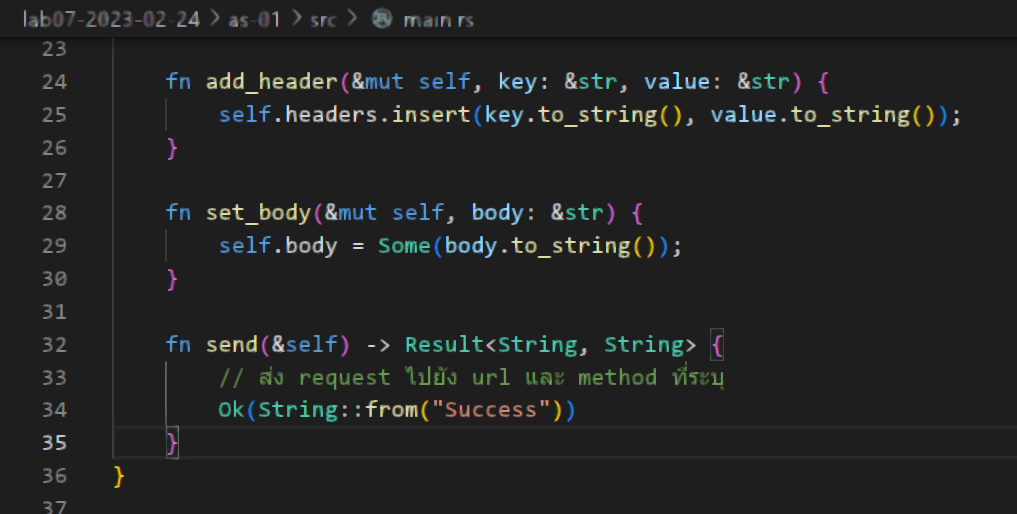 lab07-2023-02-24 > as-01 > src > main.rs
23
24 fn add_header(&mut self, key: &str, value: &str) {
25 self.headers.insert(key.to_string(), value.to_string());
26 }
27
28 fn set_body(&mut self, body: &str) {
29 self.body = Some(body.to_string());
30 }
31
32 fn send(&self) -> Result<String, String> {
33 // ส่ง request ไปยัง url และ method ที่ระบุ
34 Ok(String::from("Success"))
35 }
36 }
37